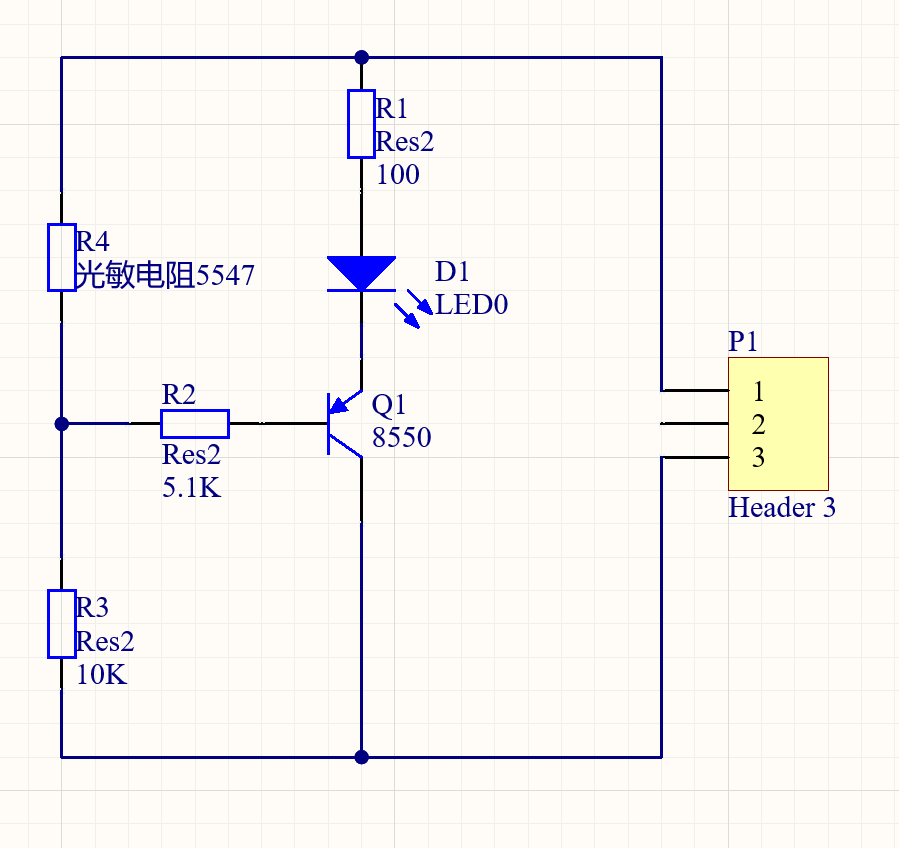 R1
Res2
100
R4
光敏电阻5547
D1
LED0
P1
1
2
3
Header 3
R2
Res2
5.1K
Q1
8550
R3
Res2
10K